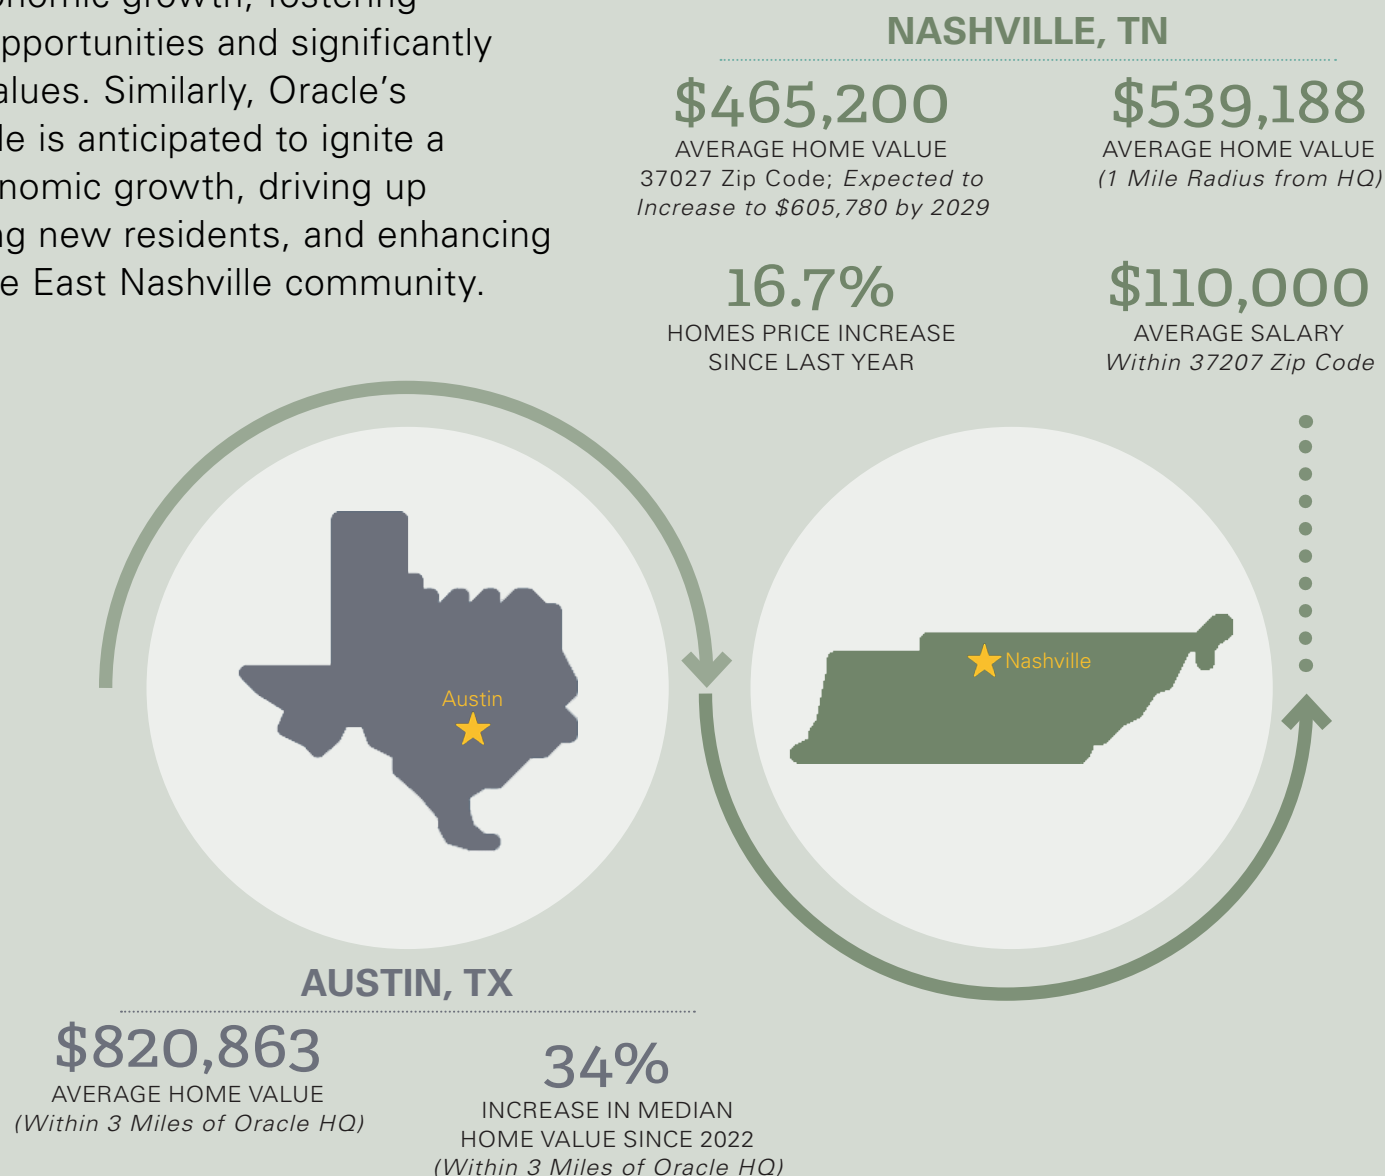 growth, fostering
opportunities and significantly
values. Similarly, Oracle's
is anticipated to ignite a
growth, driving up
new residents, and enhancing
East Nashville community.
NASHVILLE, TN
$465,200
AVERAGE HOME VALUE
37027 Zip Code; Expected to
Increase to $605,780 by 2029
$539,188
AVERAGE HOME VALUE
(1 Mile Radius from HQ)
16.7%
HOMES PRICE INCREASE
SINCE LAST YEAR
$110,000
AVERAGE SALARY
Within 37207 Zip Code
Austin
Nashville
AUSTIN, TX
$820,863
AVERAGE HOME VALUE
(Within 3 Miles of Oracle HQ)
34%
INCREASE IN MEDIAN
HOME VALUE SINCE 2022
(Within 3 Miles of Oracle HQ)